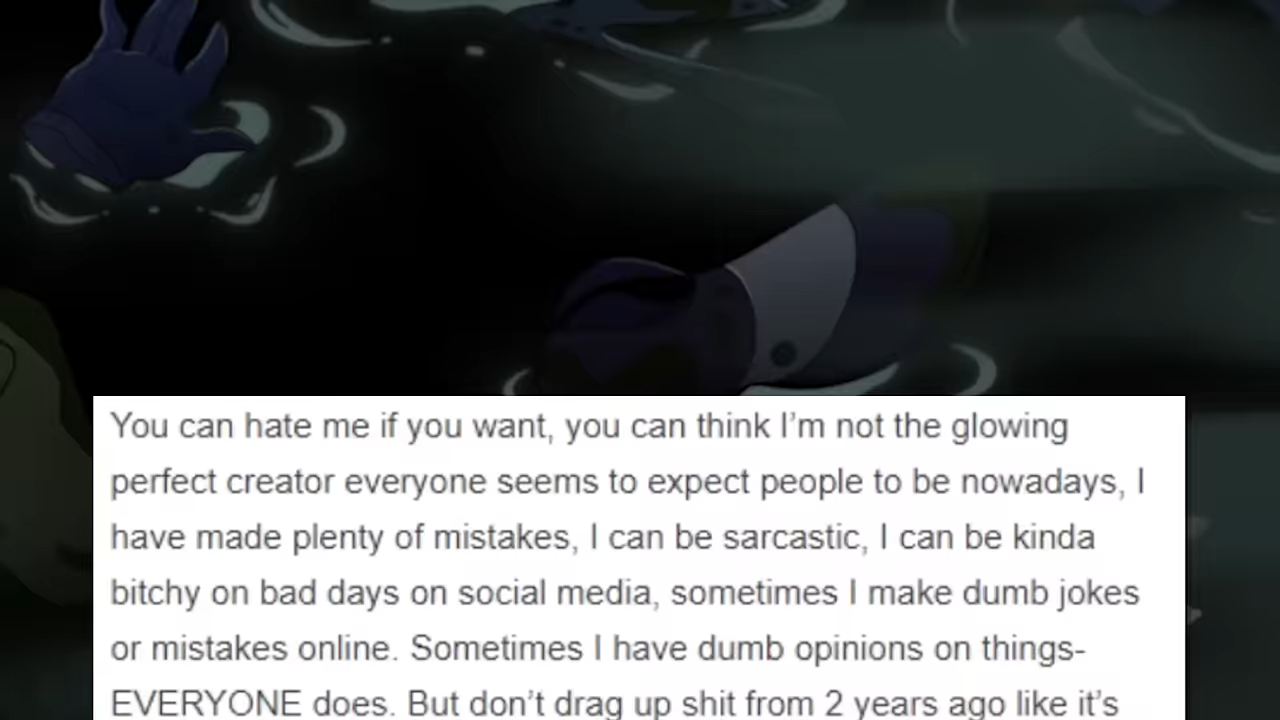 You can hate me if you want, you can think I’m not the glowing
perfect creator everyone seems to expect people to be nowadays, I
have made plenty of mistakes, I can be sarcastic, I can be kinda
bitchy on bad days on social media, sometimes I make dumb jokes
or mistakes online. Sometimes I have dumb opinions on things-
EVERYONE does. But don’t drag up shit from 2 years ago like it’s